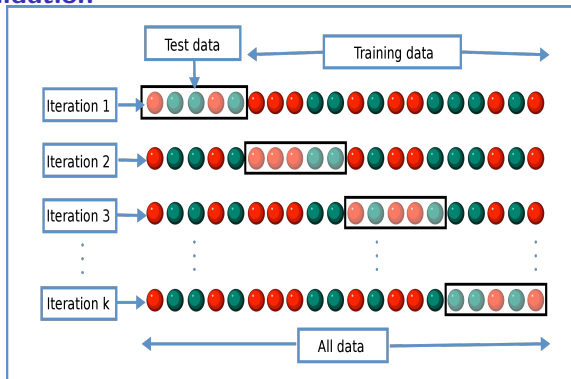 Test data
Training data
Iteration 1
Iteration 2
Iteration 3
Iteration k
All data